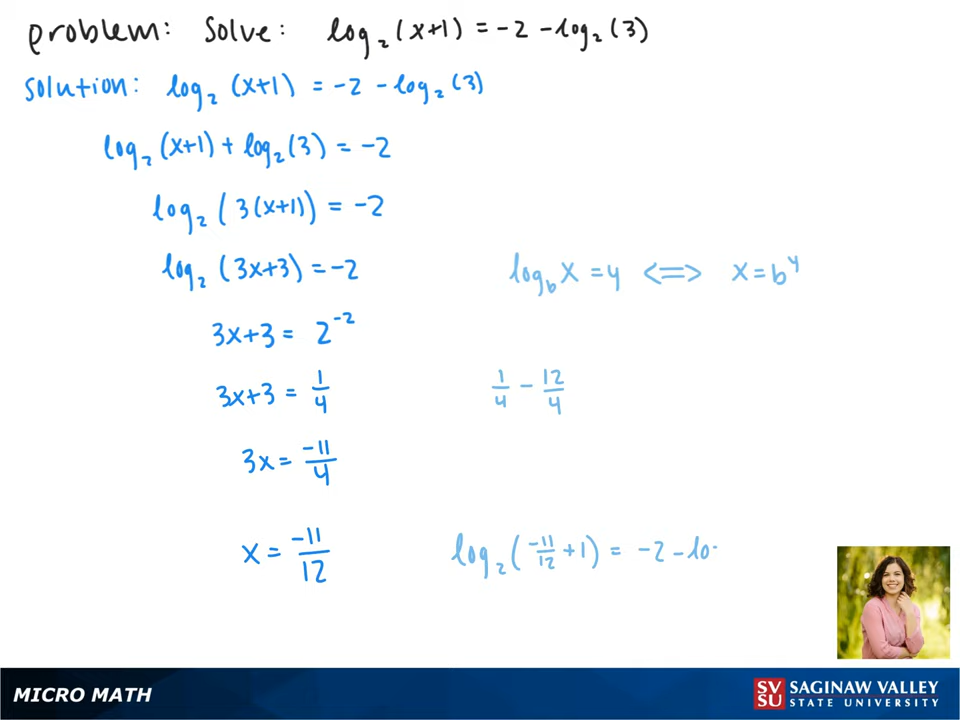 problem: Solve: log₂(x+1) = -2 - log₂(3)
solution: log₂(x+1) = -2 - log₂(3)
log₂(x+1) + log₂(3) = -2
log₂(3(x+1)) = -2
log₂(3x+3) = -2
log_b x = y <=> x = b^y
3x+3 = 2^-2
3x+3 = 1/4
1/4 - 12/4
3x = -11/4
x = -11/12
log₂(-11/12 + 1) = -2 - lo
MICRO MATH
SVSU SAGINAW VALLEY
STATE UNIVERSITY